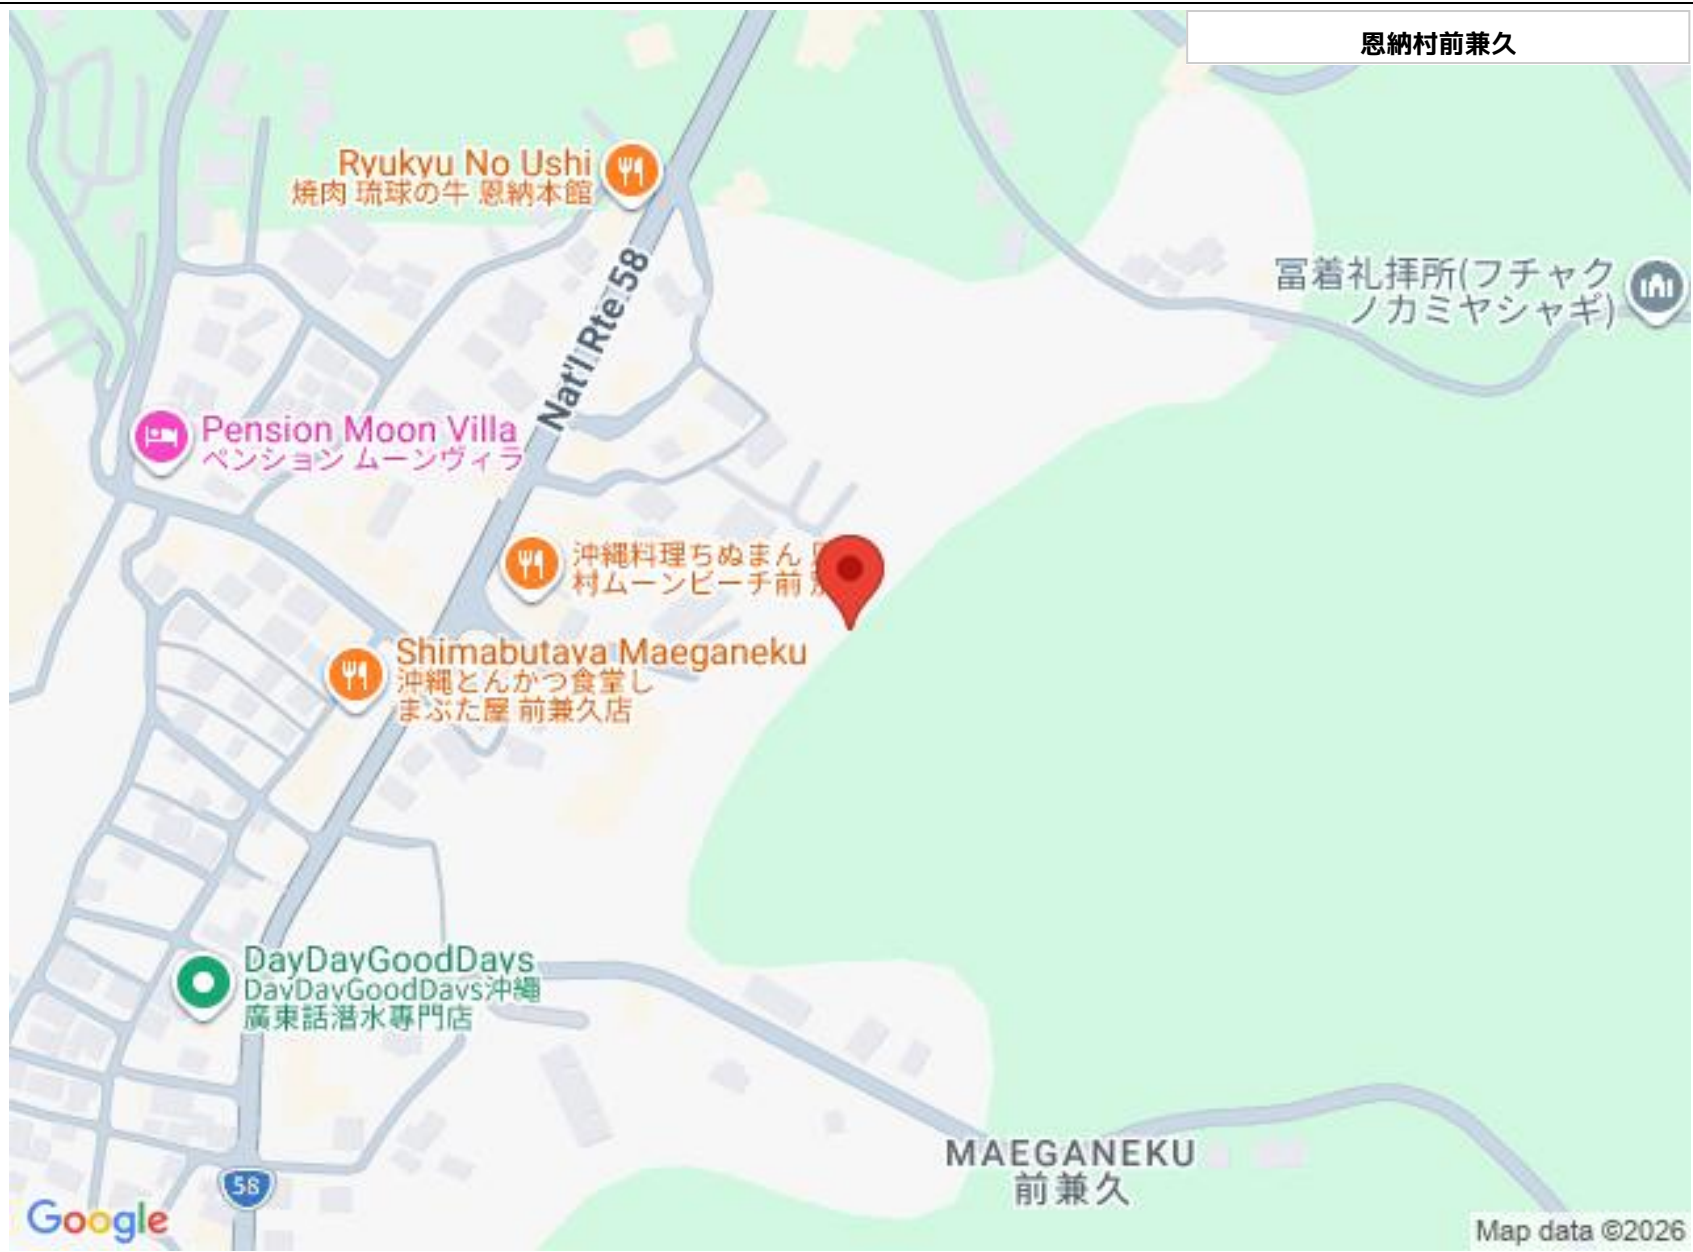 恩納村前兼久
Ryukyu No Ushi
焼肉 琉球の牛 恩納本館
Nat'l Rte 58
冨着礼拝所(フチャク
ノカミヤシャギ)
Pension Moon Villa
ペンション ムーンヴィラ
沖縄料理ちぬまん
村ムーンビーチ前
Shimabutaya Maeganeku
沖縄とんかつ食堂し
まぶた屋 前兼久店
DayDayGoodDays
DayDayGoodDays沖繩
廣東話潛水專門店
MAEGANEKU
前兼久
58
Google
Map data ©2026